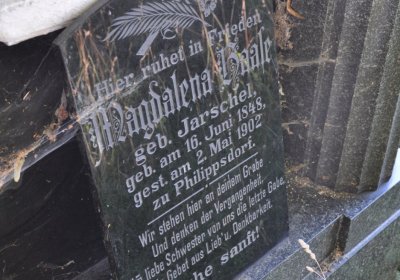 Hier ruhet in Frieden
Magdalena Haase
geb. Jarschel,
geb. am 16. Juni 1848,
gest. am 2. Mai 1902
zu Philippsdorf.
Wir stehen hier an deinem Grabe
Und denken der Vergangenheit,
liebe Schwester von uns die letzte Gabe,
Gebet aus Lieb' u. Dankbarkeit.
he sanft!